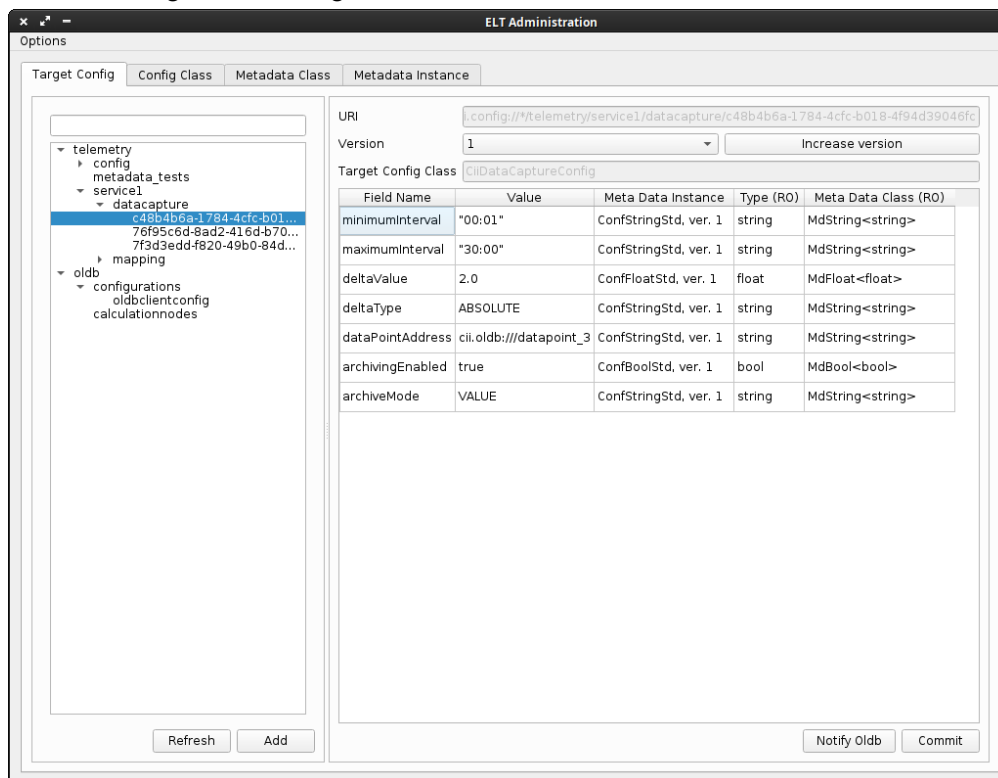 ELT Administration
Options
Target Config Config Class Metadata Class Metadata Instance
URI i.config://*/telemetry/service1/datacapture/c48b4b6a-1784-4cfc-b018-4f94d39046fc
Version 1 Increase version
Target Config Class CiiDataCaptureConfig
telemetry
config
metadata_tests
service1
datacapture
c48b4b6a-1784-4cfc-b01...
76f95c6d-8ad2-416d-b70...
7f3d3edd-f820-49b0-84d...
mapping
oldb
configurations
oldbclientconfig
calculationnodes
Field Name Value Meta Data Instance Type (RO) Meta Data Class (RO)
minimumInterval "00:01" ConfStringStd, ver. 1 string MdString<string>
maximumInterval "30:00" ConfStringStd, ver. 1 string MdString<string>
deltaValue 2.0 ConfFloatStd, ver. 1 float MdFloat<float>
deltaType ABSOLUTE ConfStringStd, ver. 1 string MdString<string>
dataPointAddress cii.oldb:///datapoint_3 ConfStringStd, ver. 1 string MdString<string>
archivingEnabled true ConfBoolStd, ver. 1 bool MdBool<bool>
archiveMode VALUE ConfStringStd, ver. 1 string MdString<string>
Refresh Add
Notify Oldb Commit